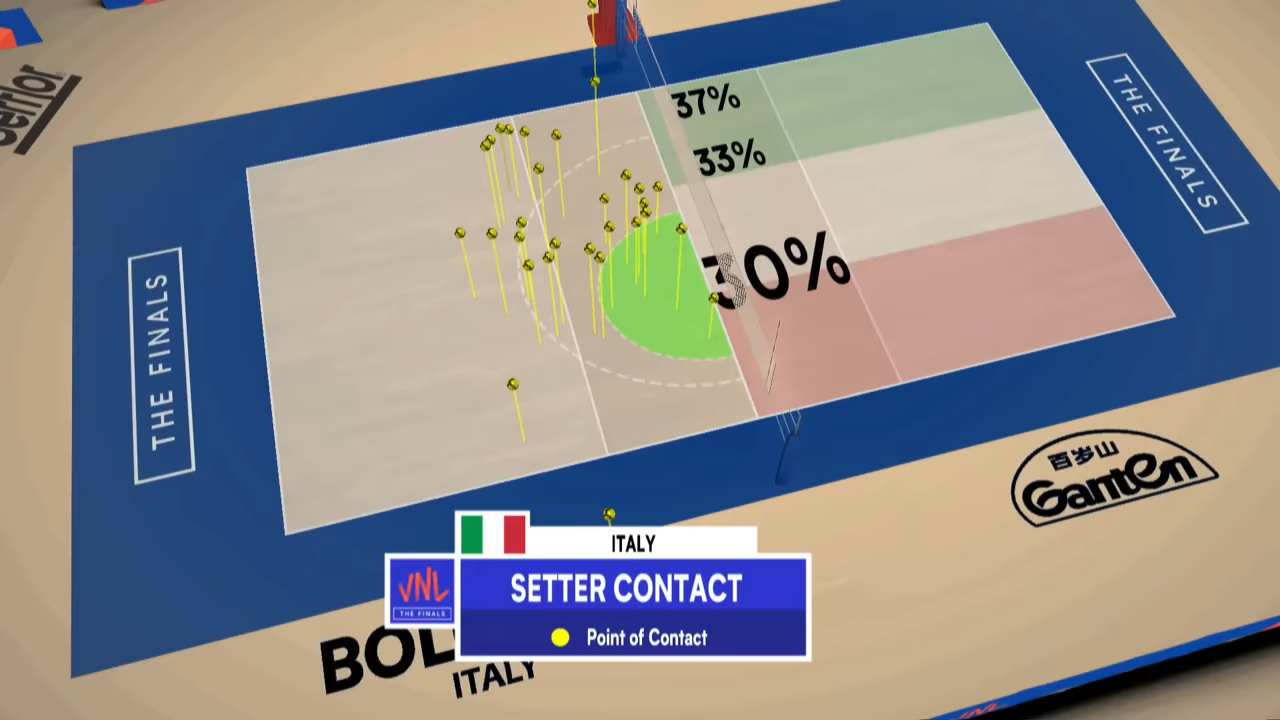 37%
33%
30%
THE FINALS
THE FINALS
百岁山
Ganten
ITALY
SETTER CONTACT
VNL
THE FINALS
Point of Contact
BOL
ITALY
VNL